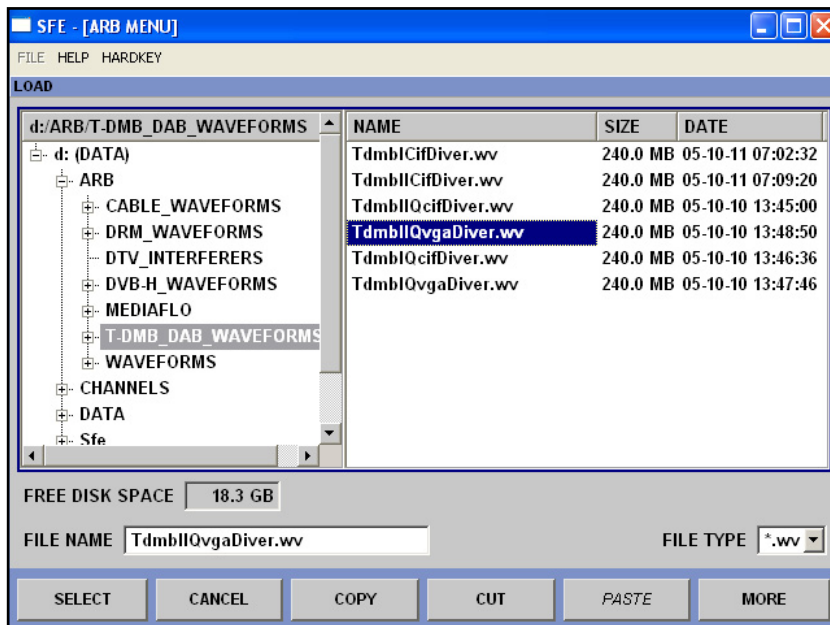 SFE - [ARB MENU]
FILE HELP HARDKEY
LOAD
d:/ARB/T-DMB_DAB_WAVEFORMS
d: (DATA)
ARB
CABLE_WAVEFORMS
DRM_WAVEFORMS
DTV_INTERFERERS
DVB-H_WAVEFORMS
MEDIAFLO
T-DMB_DAB_WAVEFORMS
WAVEFORMS
CHANNELS
DATA
Sfe
NAME SIZE DATE
TdmbICifDiver.wv 240.0 MB 05-10-11 07:02:32
TdmbIICifDiver.wv 240.0 MB 05-10-11 07:09:20
TdmbIIQcifDiver.wv 240.0 MB 05-10-10 13:45:00
TdmbIIQvgaDiver.wv 240.0 MB 05-10-10 13:48:50
TdmbIQcifDiver.wv 240.0 MB 05-10-10 13:46:36
TdmbIQvgaDiver.wv 240.0 MB 05-10-10 13:47:46
FREE DISK SPACE 18.3 GB
FILE NAME TdmbIIQvgaDiver.wv FILE TYPE *.wv
SELECT CANCEL COPY CUT PASTE MORE